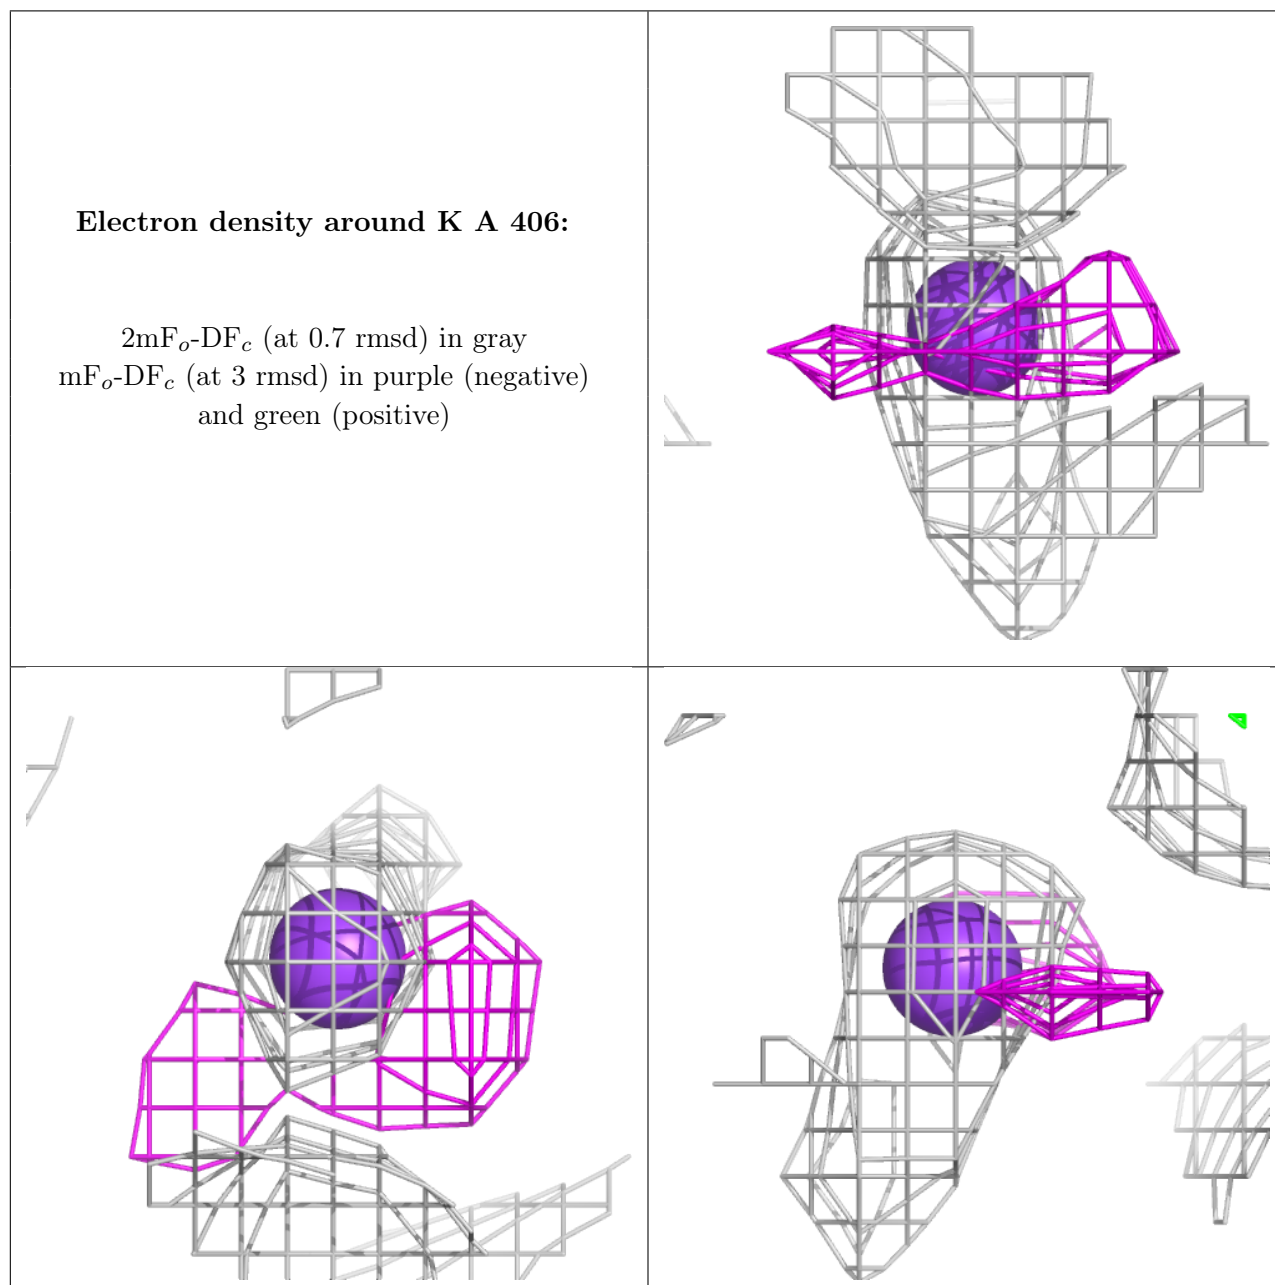 Electron density around K A 406:
2mFo-DFc (at 0.7 rmsd) in gray
mFo-DFc (at 3 rmsd) in purple (negative)
and green (positive)